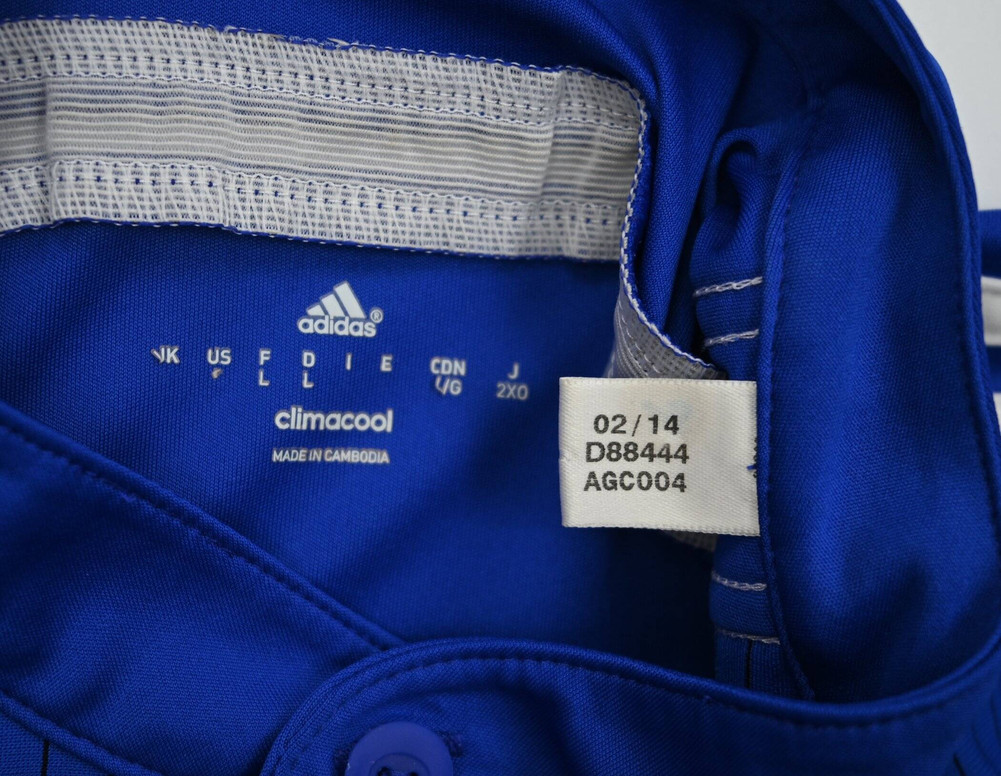 adidas®
UK US F D I E CDN J
L L L/G 2XO
climacool
MADE IN CAMBODIA
02/14
D88444
AGC004